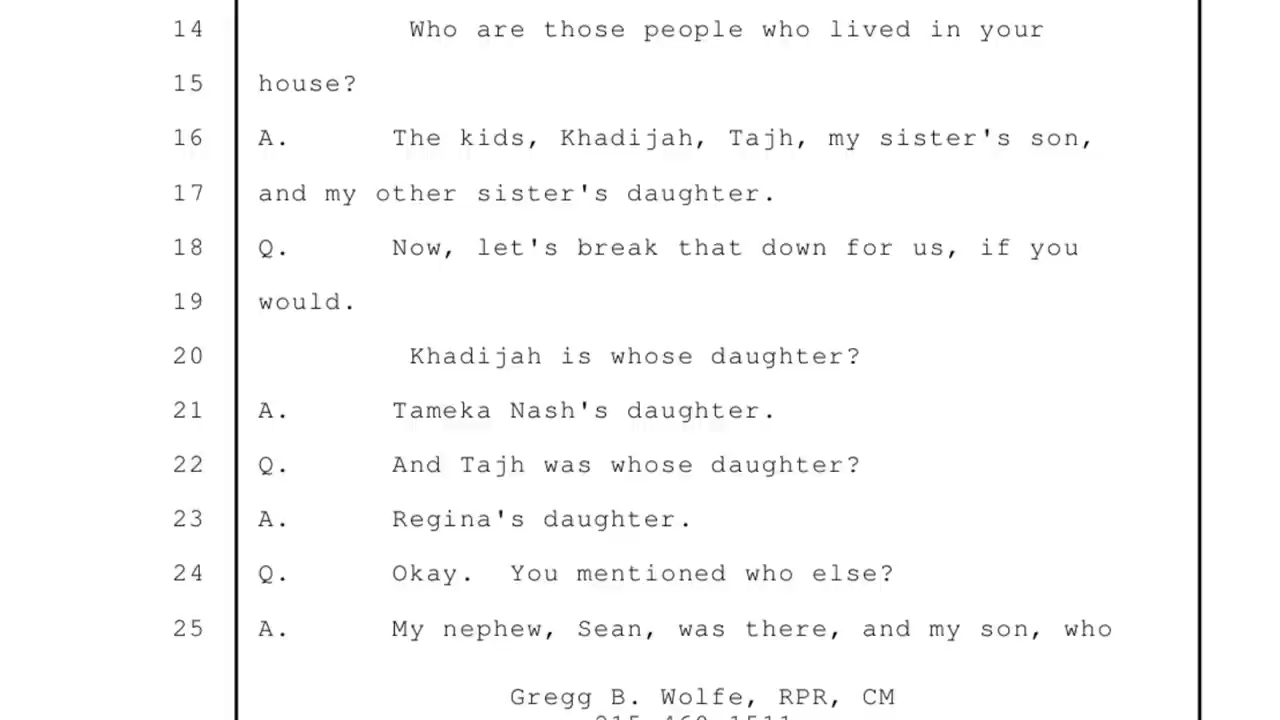 14 Who are those people who lived in your
15 house?
16 A. The kids, Khadijah, Tajh, my sister's son,
17 and my other sister's daughter.
18 Q. Now, let's break that down for us, if you
19 would.
20 Khadijah is whose daughter?
21 A. Tameka Nash's daughter.
22 Q. And Tajh was whose daughter?
23 A. Regina's daughter.
24 Q. Okay. You mentioned who else?
25 A. My nephew, Sean, was there, and my son, who
Gregg B. Wolfe, RPR, CM